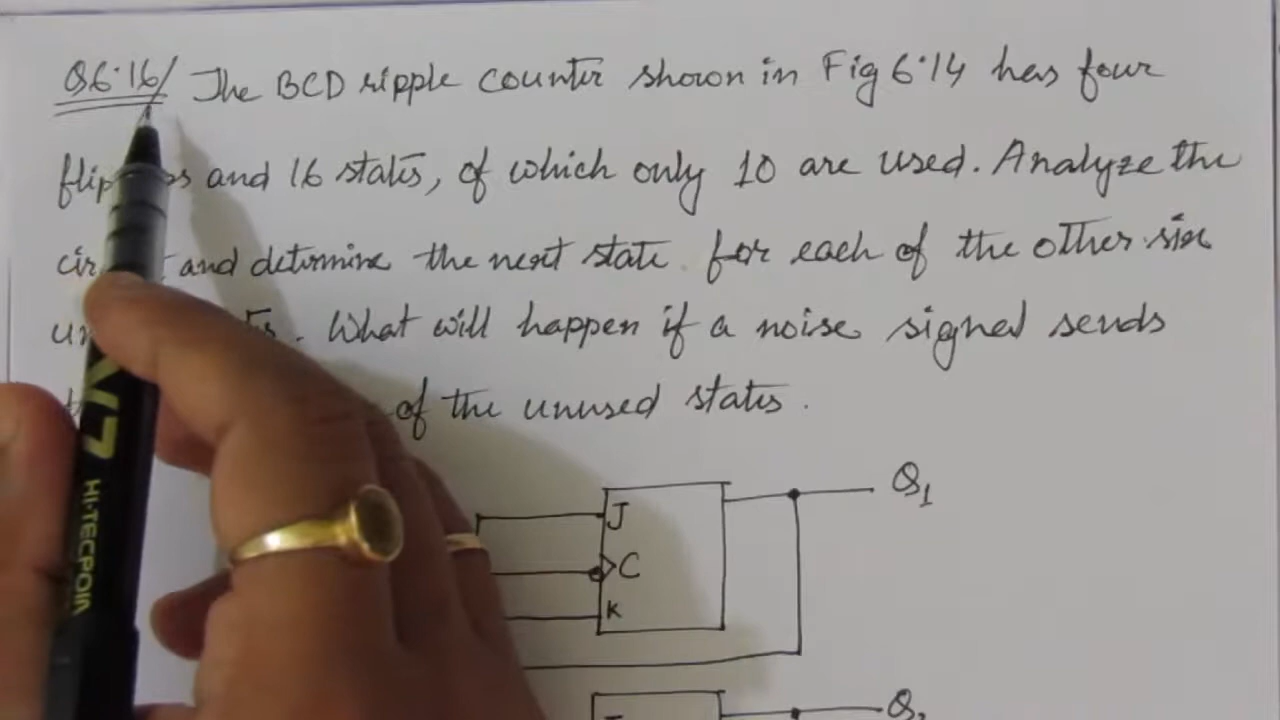 Q6.16/ The BCD ripple counter shown in Fig 6.14 has four
and 16 states, of which only 10 are used. Analyze the
and determine the next state for each of the other six
. What will happen if a noise signal sends
of the unused states.
J
Q1
C
K
V7
HI-TECPOIN